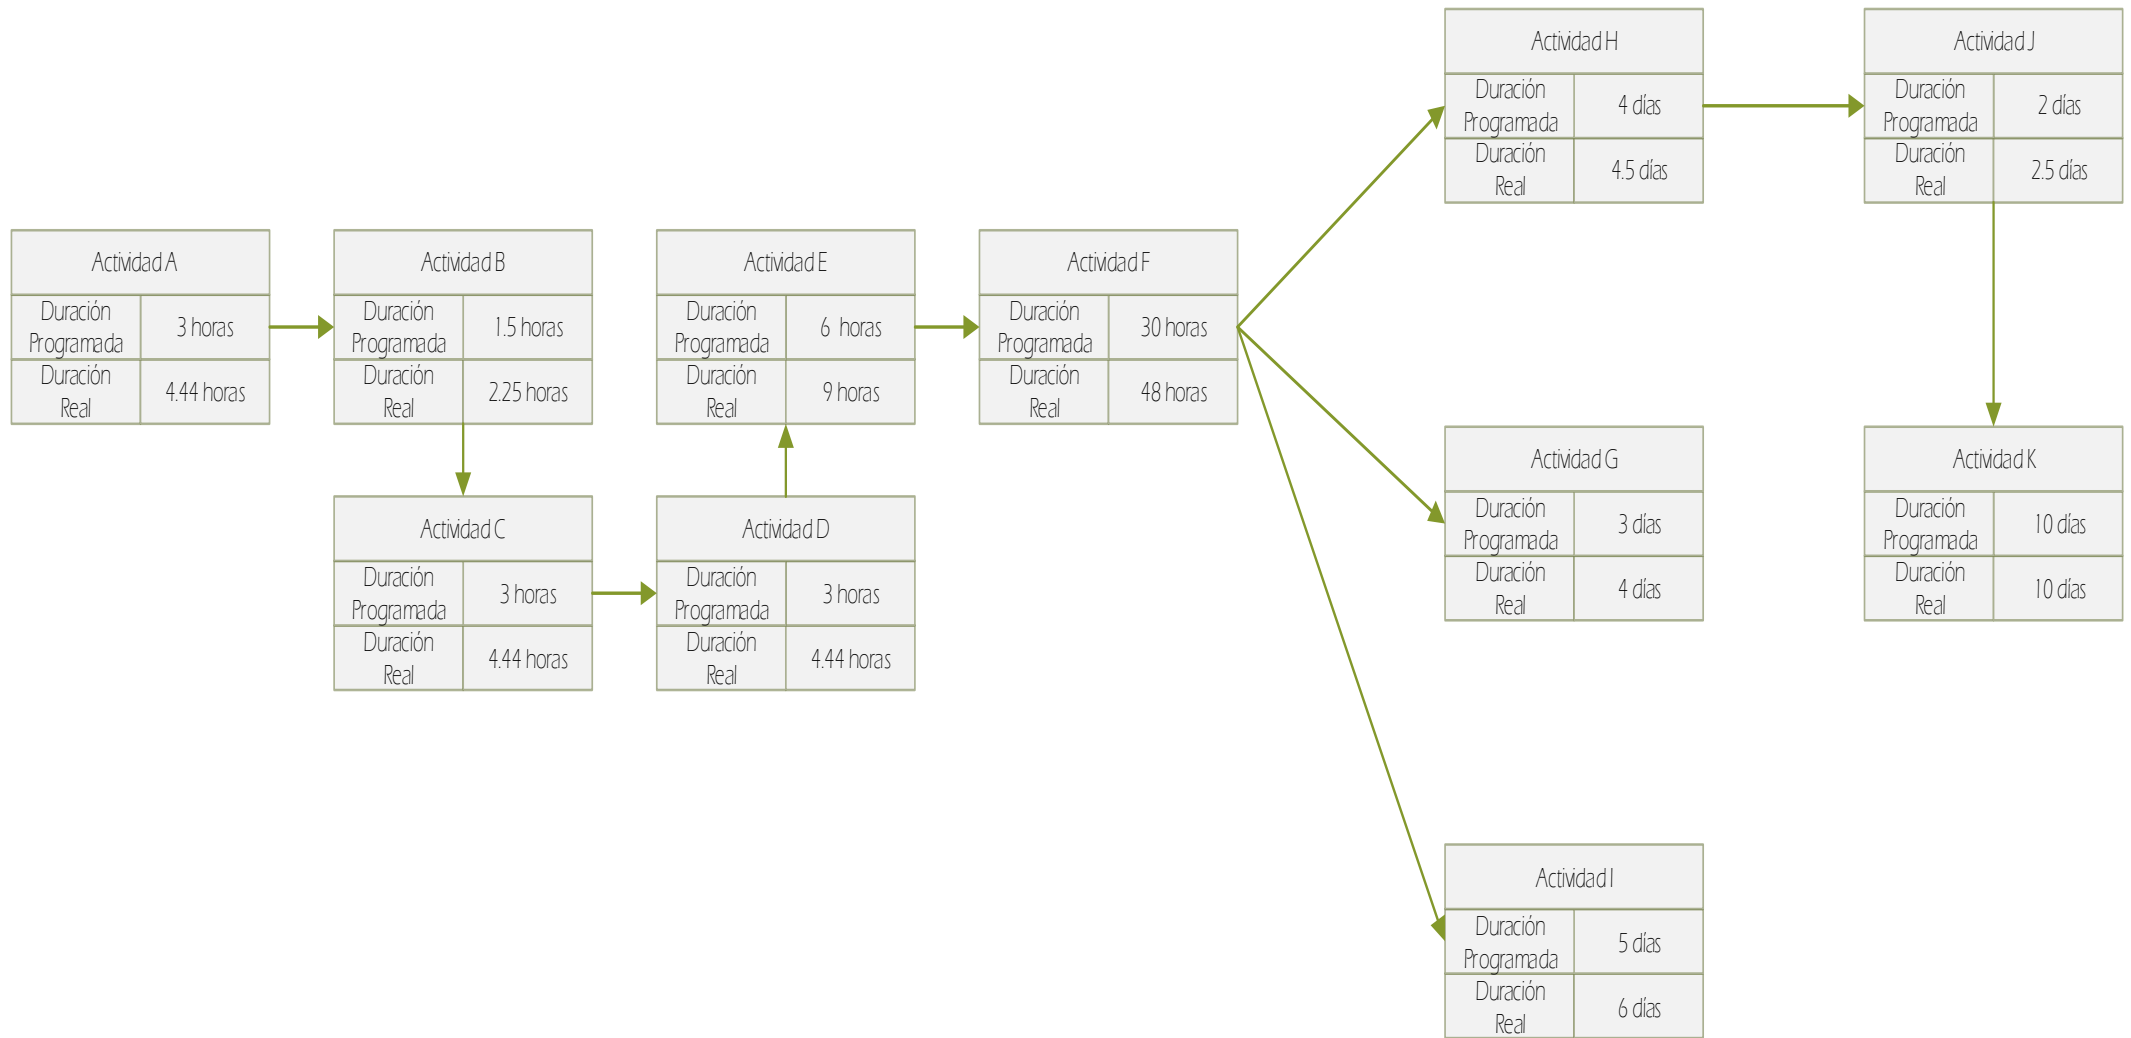 Actividad H
Duración
Programada
4 días
Duración
Real
4.5 días
Actividad J
Duración
Programada
2 días
Duración
Real
2.5 días
Actividad A
Duración
Programada
3 horas
Duración
Real
4.44 horas
Actividad B
Duración
Programada
1.5 horas
Duración
Real
2.25 horas
Actividad E
Duración
Programada
6 horas
Duración
Real
9 horas
Actividad F
Duración
Programada
30 horas
Duración
Real
48 horas
Actividad G
Duración
Programada
3 días
Duración
Real
4 días
Actividad K
Duración
Programada
10 días
Duración
Real
10 días
Actividad C
Duración
Programada
3 horas
Duración
Real
4.44 horas
Actividad D
Duración
Programada
3 horas
Duración
Real
4.44 horas
Actividad I
Duración
Programada
5 días
Duración
Real
6 días